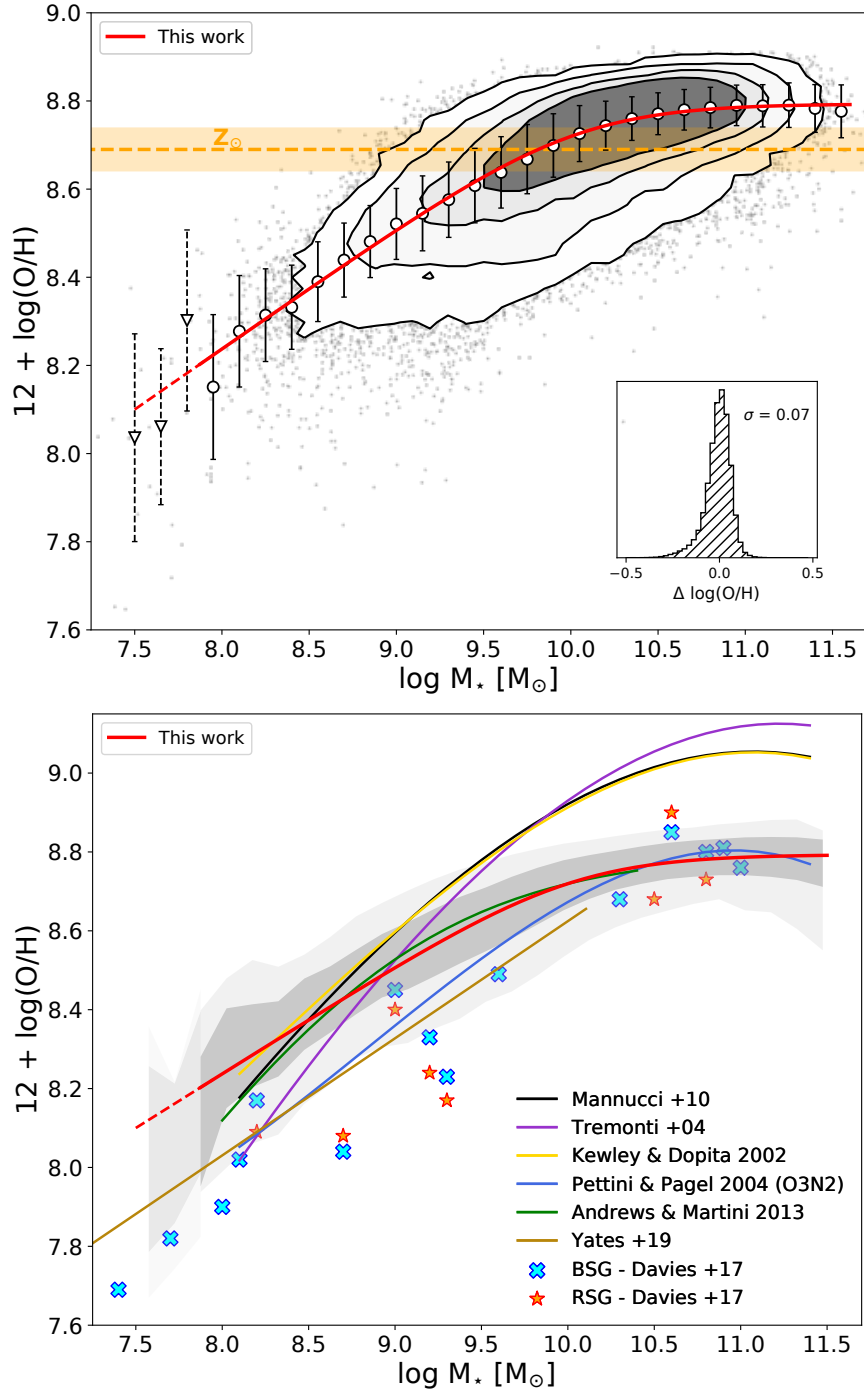 9.0
This work
8.8
Z☉
8.6
8.4
12 + log(O/H)
8.2
8.0
σ = 0.07
7.8
−0.5 0.0 0.5
Δ log(O/H)
7.6
7.5 8.0 8.5 9.0 9.5 10.0 10.5 11.0 11.5
log M⋆ [M☉]
This work
9.0
8.8
8.6
12 + log(O/H)
8.4
8.2
8.0
7.8
7.6
Mannucci +10
Tremonti +04
Kewley & Dopita 2002
Pettini & Pagel 2004 (O3N2)
Andrews & Martini 2013
Yates +19
BSG - Davies +17
RSG - Davies +17
7.5 8.0 8.5 9.0 9.5 10.0 10.5 11.0 11.5
log M⋆ [M☉]